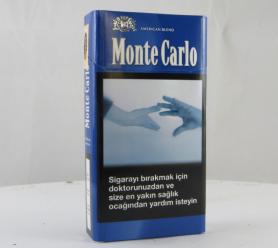 AMERICAN BLEND
Monte Carlo
Monte Carlo
Sigarayı bırakmak için
doktorunuzdan ve
size en yakın sağlık
ocağından yardım isteyin